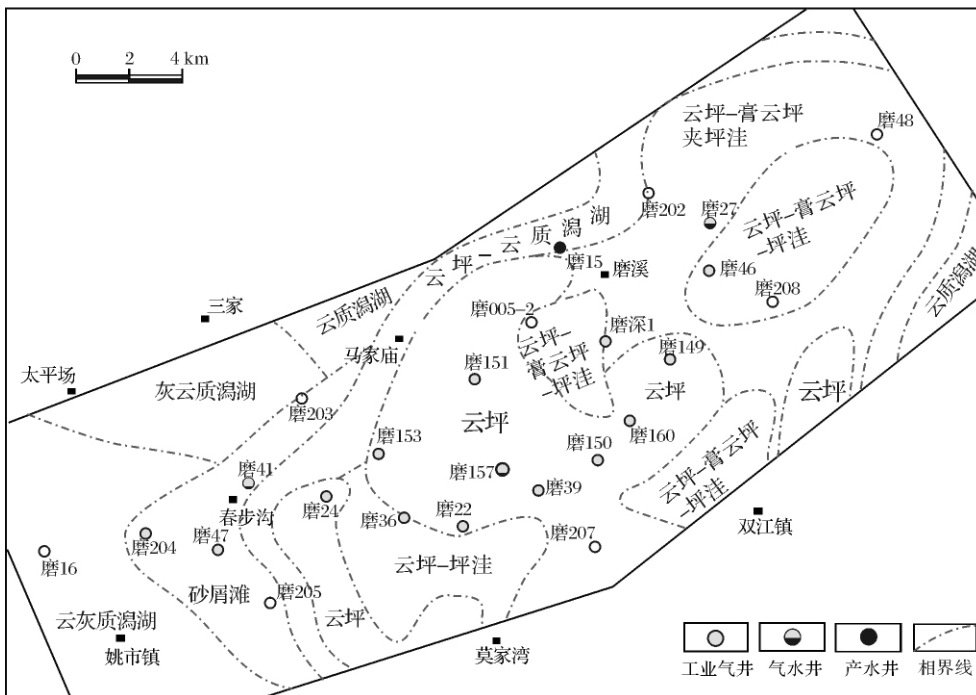 0 2 4 km
云坪-膏云坪
夹坪洼
磨48
磨202
磨27
云坪-膏云坪
-坪洼
云坪-云质潟湖
磨15
磨溪
磨46
磨208
云质潟湖
三家
云质潟湖
磨005-2
磨深1
马家庙
云坪-
膏云坪
-坪洼
磨149
太平场
磨151
灰云质潟湖
云坪
云坪
磨203
云坪
磨153
磨160
磨150
云坪-膏云坪
-坪洼
磨41
磨157
磨39
春步沟
磨24
磨36
磨22
双江镇
磨204
磨47
磨207
磨16
云坪-坪洼
砂屑滩
磨205
云灰质潟湖
云坪
姚市镇
莫家湾
工业气井
气水井
产水井
相界线